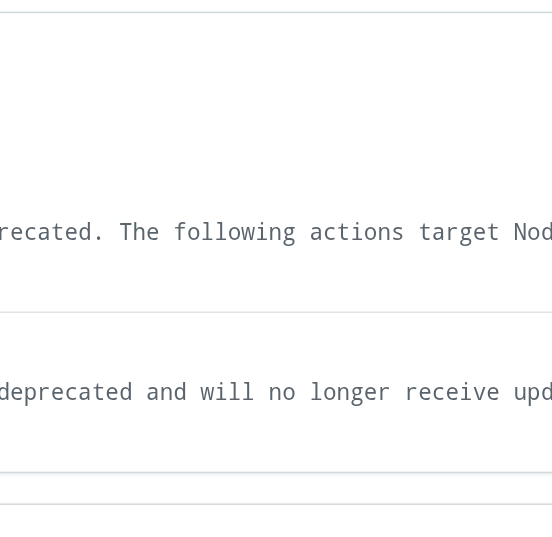 recated. The following actions target Nod
deprecated and will no longer receive upd